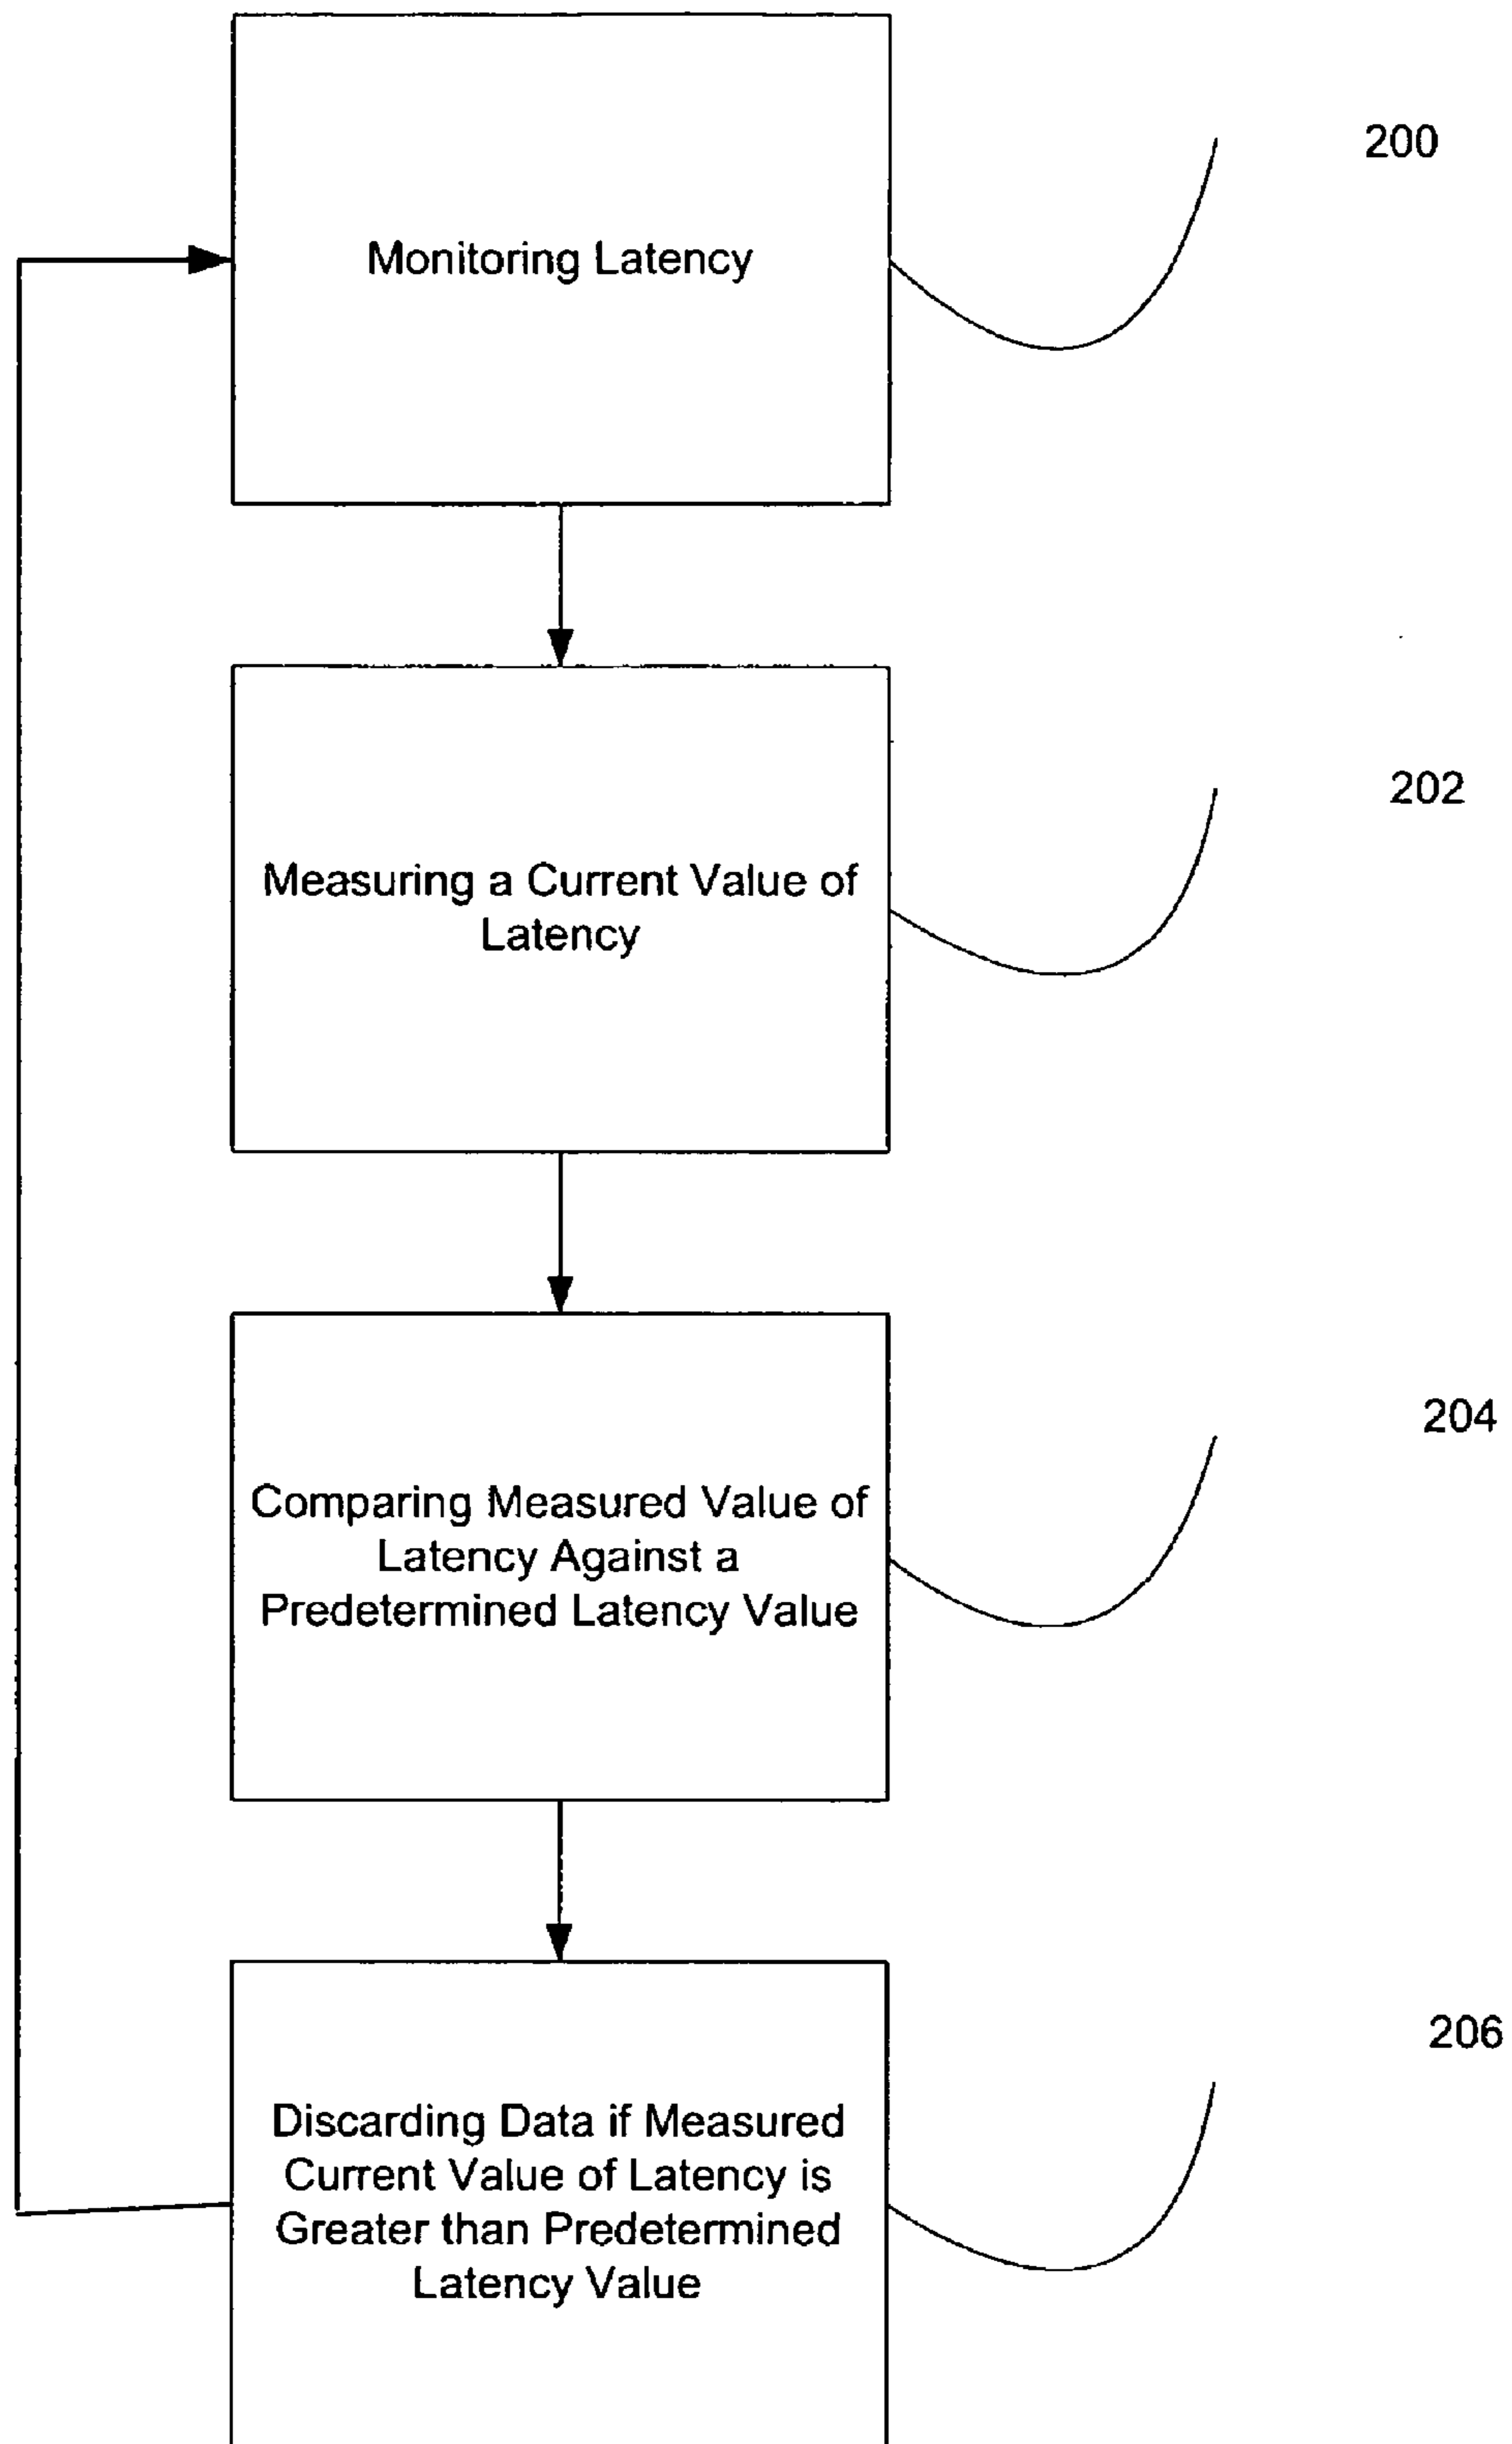 200
Monitoring Latency
202
Measuring a Current Value of
Latency
204
Comparing Measured Value of
Latency Against a
Predetermined Latency Value
206
Discarding Data if Measured
Current Value of Latency is
Greater than Predetermined
Latency Value